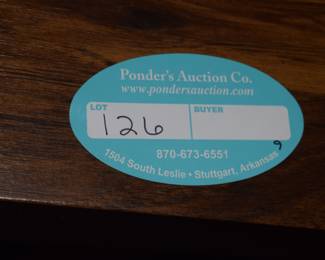 Ponder's Auction Co.
www.pondersauction.com
LOT BUYER
126
870-673-6551
1504 South Leslie • Stuttgart, Arkansas